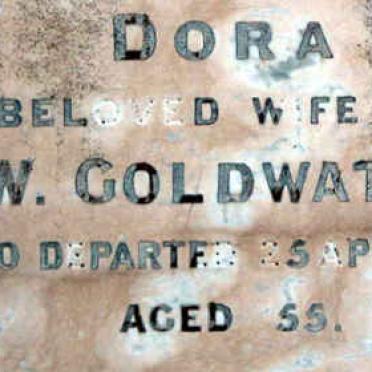 DORA
BELOVED WIFE
W. GOLDWAT
O DEPARTED 25 AP
AGED 55.